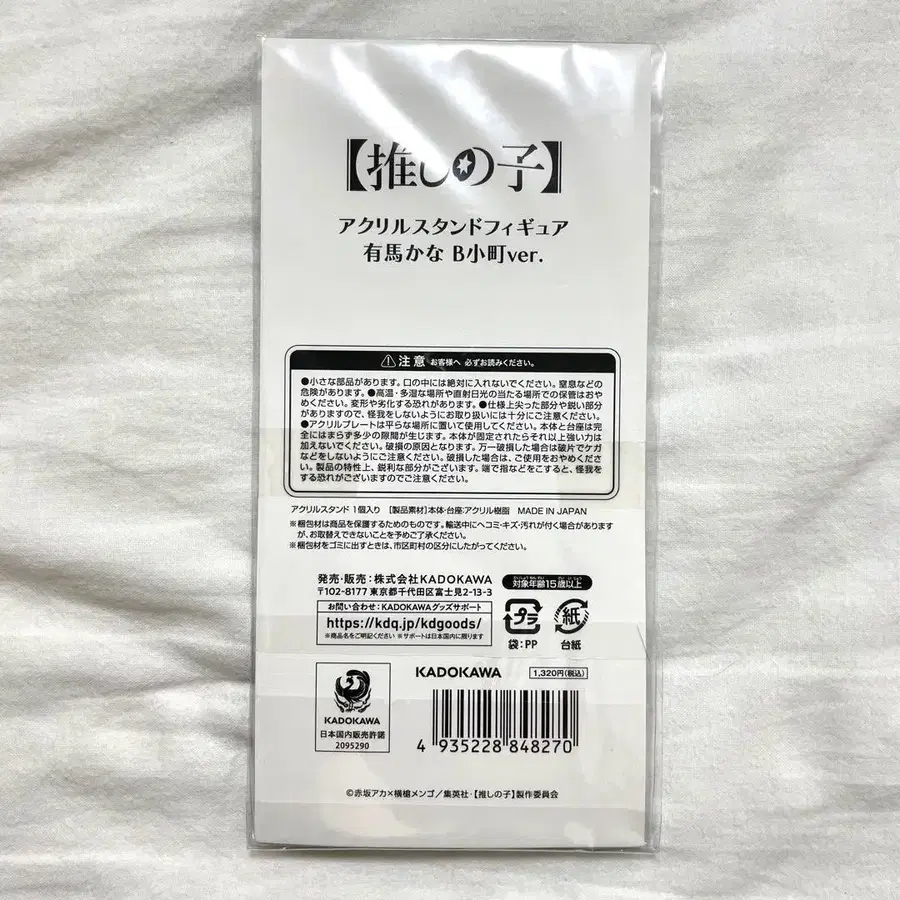 【推しの子】
アクリルスタンドフィギュア
有馬かな B小町ver.
注意 お客様へ 必ずお読みください。
●小さな部品があります。口の中には絶対に入れないでください。窒息などの
危険があります。●高温・多湿な場所や直射日光の当たる場所での保管はおや
めください。変形や劣化する恐れがあります。●仕様上尖った部分や鋭い部分
がありますので、怪我をしないようにお取り扱いには十分にご注意ください。
●アクリルプレートは平らな場所に置いて使用してください。本体と台座は完
全にはまらず多少の隙間が生じます。本体が固定されたらそれ以上強い力は
加えないでください。破損の原因となります。万一破損した場合は破片でケガ
などをしないようにご注意ください。破損した場合は、ご使用をおやめくださ
い。製品の特性上、鋭利な部分がございます。端で指などをこすると、怪我を
する恐れがございますのでご注意ください。
アクリルスタンド 1個入り [製品素材]本体・台座:アクリル樹脂 MADE IN JAPAN
※梱包材は商品を保護するためのものです。輸送中にヘコミ・キズ・汚れが付く場合があります
が、お取替えできないことを予めご了承ください。
※梱包材をゴミに出すときは、市区町村の区分にしたがってください。
発売・販売:株式会社KADOKAWA
〒102-8177 東京都千代田区富士見2-13-3
お問い合わせ:KADOKAWAグッズサポート
https://kdq.jp/kdgoods/
※商品名をご明記ください ※サポートは日本国内に限ります
対象年齢15歳以上
プラ
袋:PP
紙
台紙
KADOKAWA
日本国内販売許諾
2095290
KADOKAWA
1,320円(税込)
4 935228 848270
©赤坂アカ×横槍メンゴ/集英社・【推しの子】製作委員会